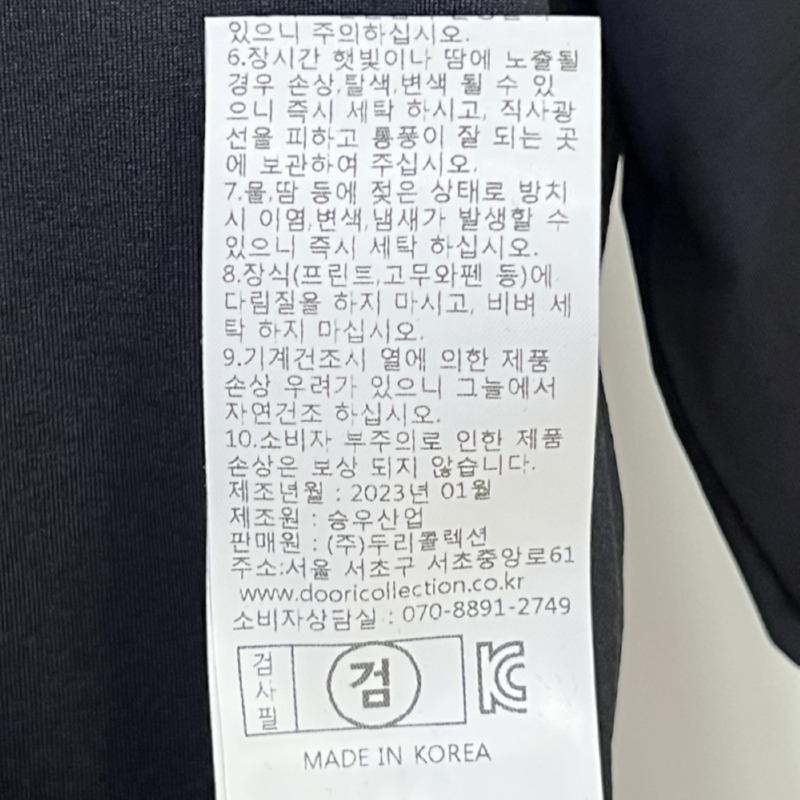 있으니 주의하십시오.
6.장시간 햇빛이나 땀에 노출될
경우 손상,탈색,변색 될 수 있
으니 즉시 세탁 하시고, 직사광
선을 피하고 통풍이 잘 되는 곳
에 보관하여 주십시오.
7.물,땀 등에 젖은 상태로 방치
시 이염,변색,냄새가 발생할 수
있으니 즉시 세탁 하십시오.
8.장식(프린트,고무와펜 등)에
다림질을 하지 마시고, 비벼 세
탁 하지 마십시오.
9.기계건조시 열에 의한 제품
손상 우려가 있으니 그늘에서
자연건조 하십시오.
10.소비자 부주의로 인한 제품
손상은 보상 되지 않습니다.
제조년월 : 2023년 01월
제조원 : 승우산업
판매원 : (주)두리콜렉션
주소:서울 서초구 서초중앙로61
www.dooricollection.co.kr
소비자상담실 : 070-8891-2749
검사필
검
KC
MADE IN KOREA